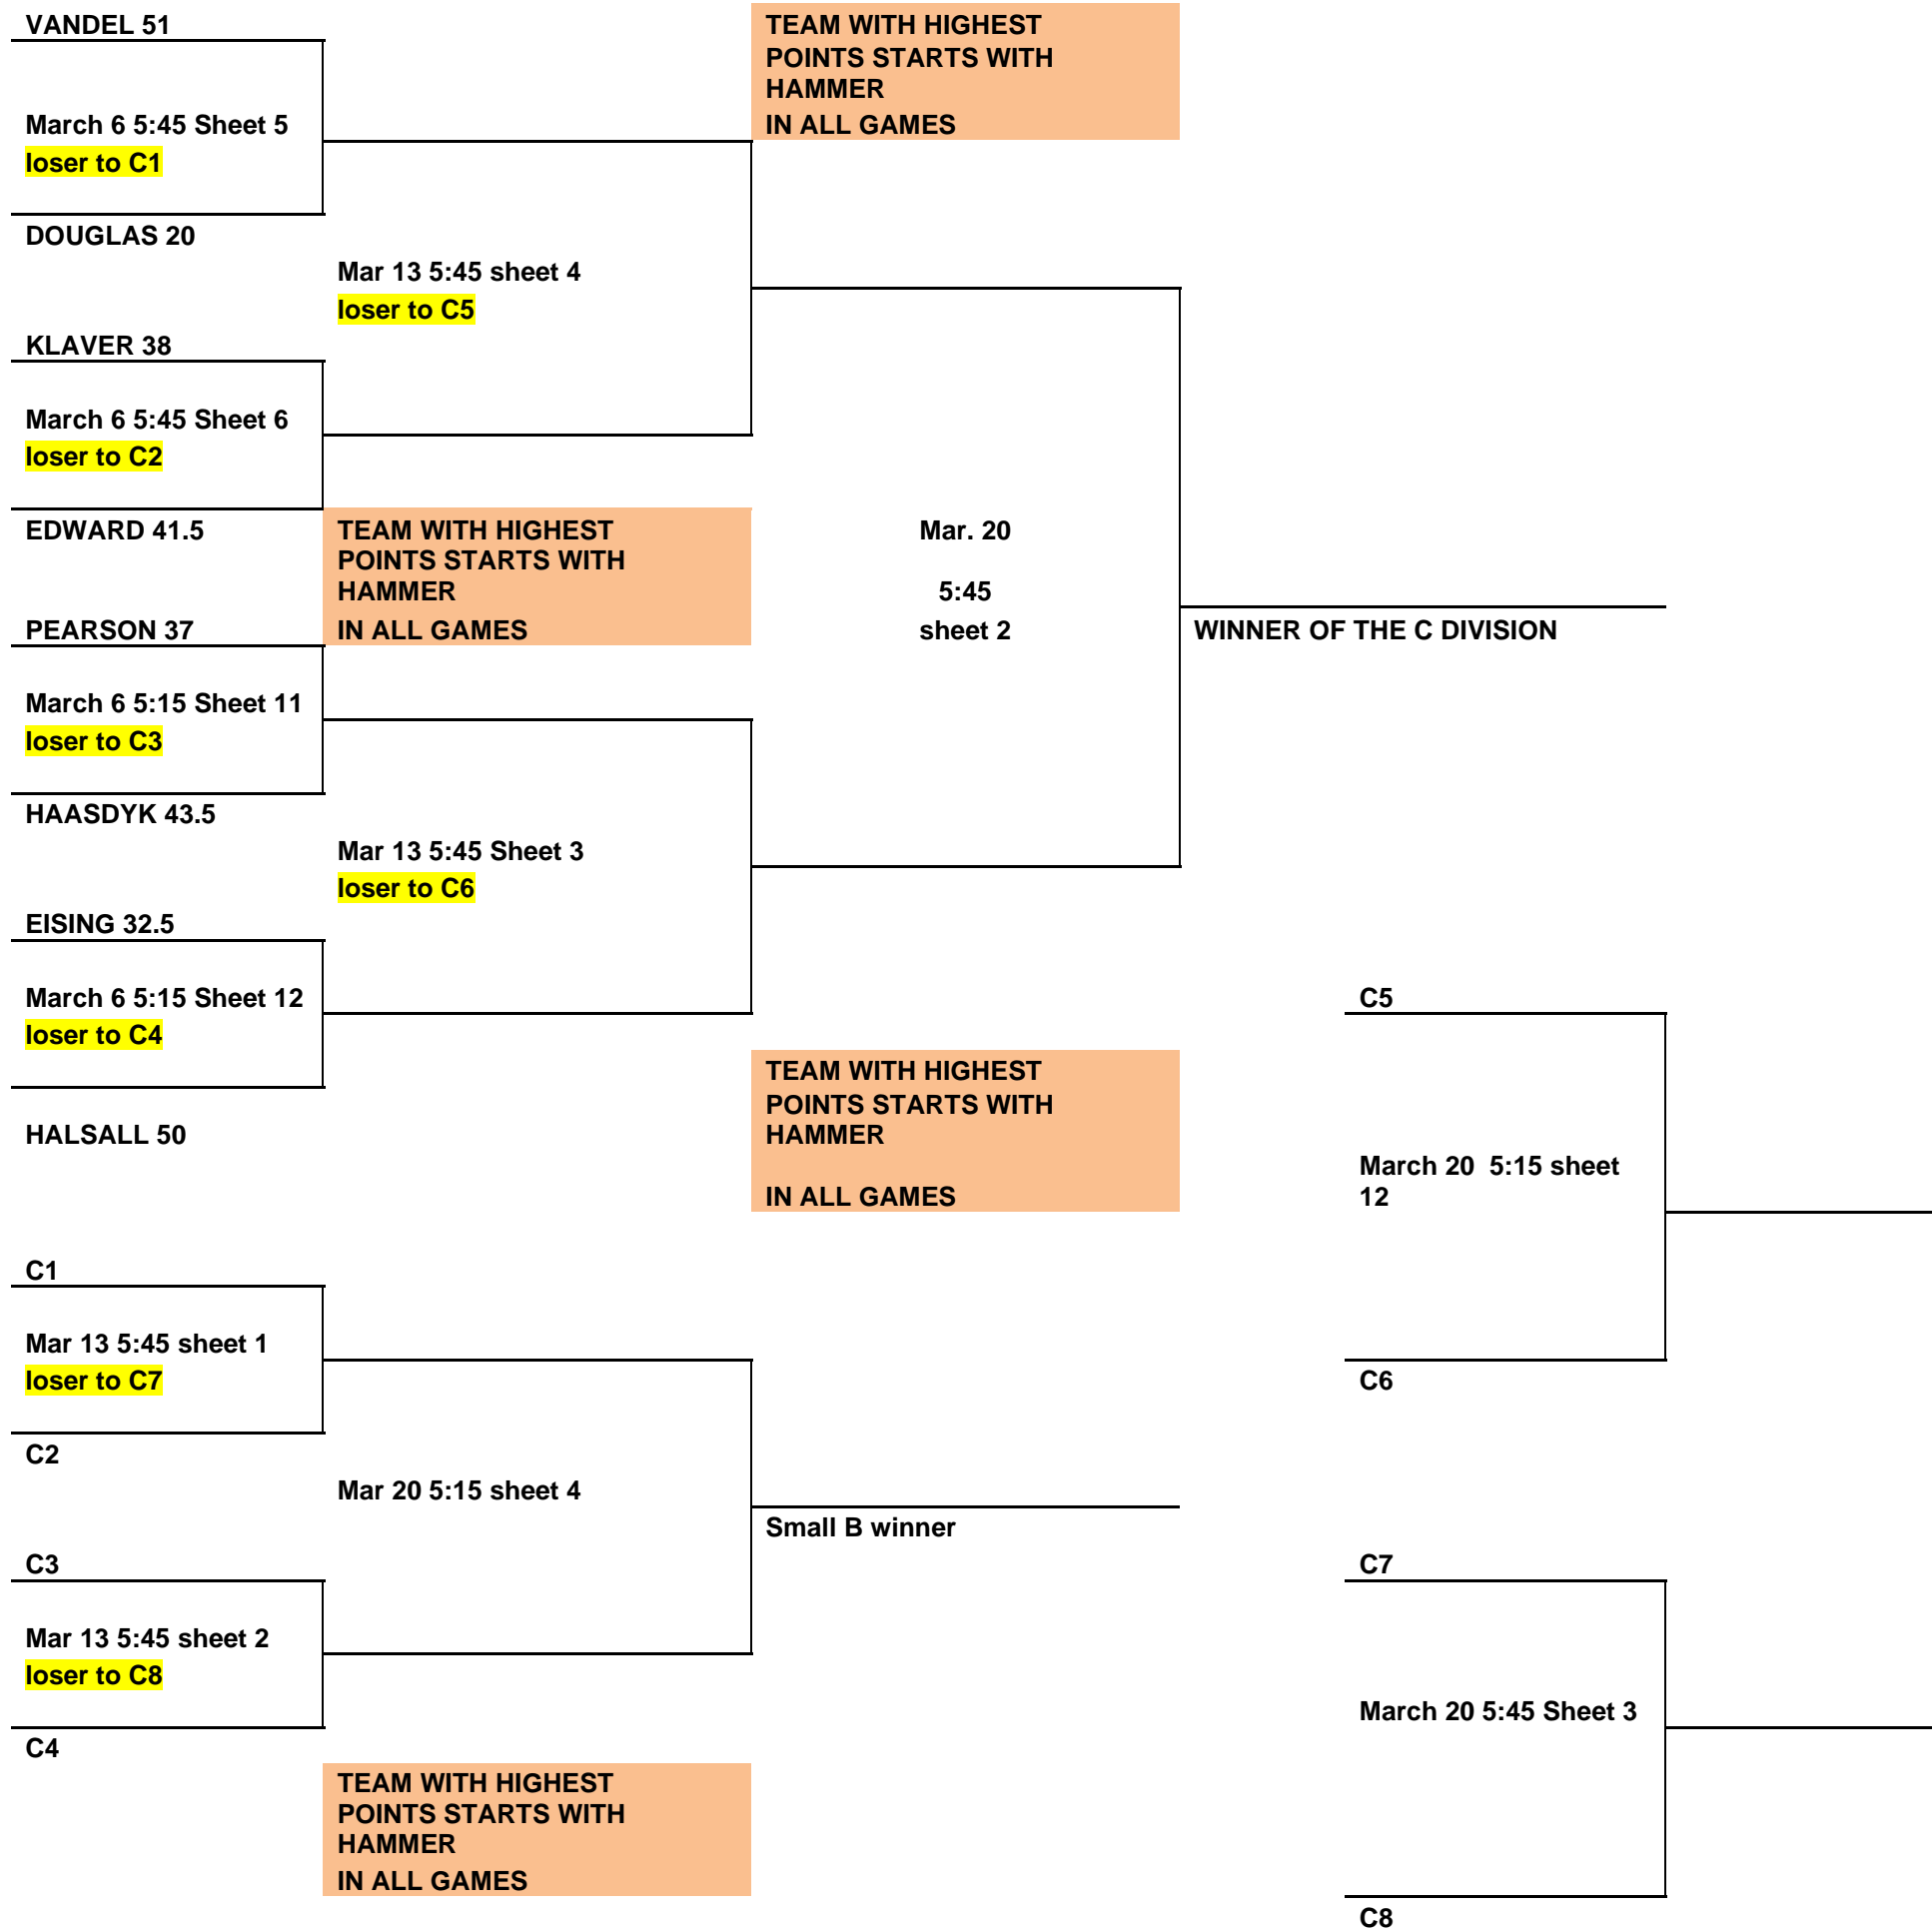 VANDEL 51
TEAM WITH HIGHEST
POINTS STARTS WITH
HAMMER
IN ALL GAMES
March 6 5:45 Sheet 5
loser to C1
DOUGLAS 20
Mar 13 5:45 sheet 4
loser to C5
KLAVER 38
March 6 5:45 Sheet 6
loser to C2
EDWARD 41.5
TEAM WITH HIGHEST
POINTS STARTS WITH
HAMMER
IN ALL GAMES
Mar. 20
5:45
sheet 2
WINNER OF THE C DIVISION
PEARSON 37
March 6 5:15 Sheet 11
loser to C3
HAASDYK 43.5
Mar 13 5:45 Sheet 3
loser to C6
EISING 32.5
March 6 5:15 Sheet 12
loser to C4
HALSALL 50
TEAM WITH HIGHEST
POINTS STARTS WITH
HAMMER
IN ALL GAMES
C5
March 20  5:15 sheet
12
C6
C1
Mar 13 5:45 sheet 1
loser to C7
C2
Mar 20 5:15 sheet 4
Small B winner
C3
Mar 13 5:45 sheet 2
loser to C8
C4
TEAM WITH HIGHEST
POINTS STARTS WITH
HAMMER
IN ALL GAMES
C7
March 20 5:45 Sheet 3
C8